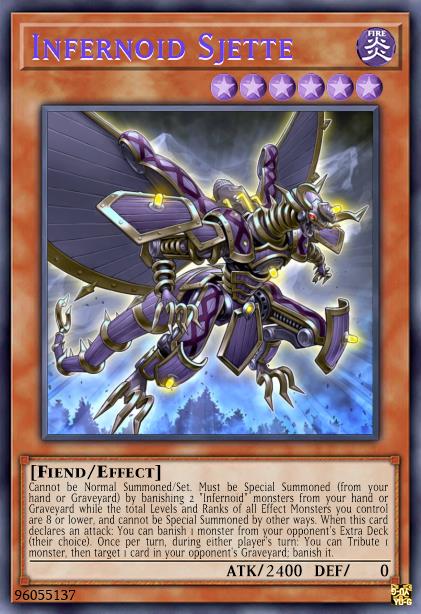 Infernoid Sjette
FIRE
炎
[Fiend/Effect]
Cannot be Normal Summoned/Set. Must be Special Summoned (from your
hand or Graveyard) by banishing 2 "Infernoid" monsters from your hand or
Graveyard while the total Levels and Ranks of all Effect Monsters you control
are 8 or lower, and cannot be Special Summoned by other ways. When this card
declares an attack: You can banish 1 monster from your opponent's Extra Deck
(their choice). Once per turn, during either player's turn: You can Tribute 1
monster, then target 1 card in your opponent's Graveyard; banish it.
ATK/2400 DEF/ 0
96055137